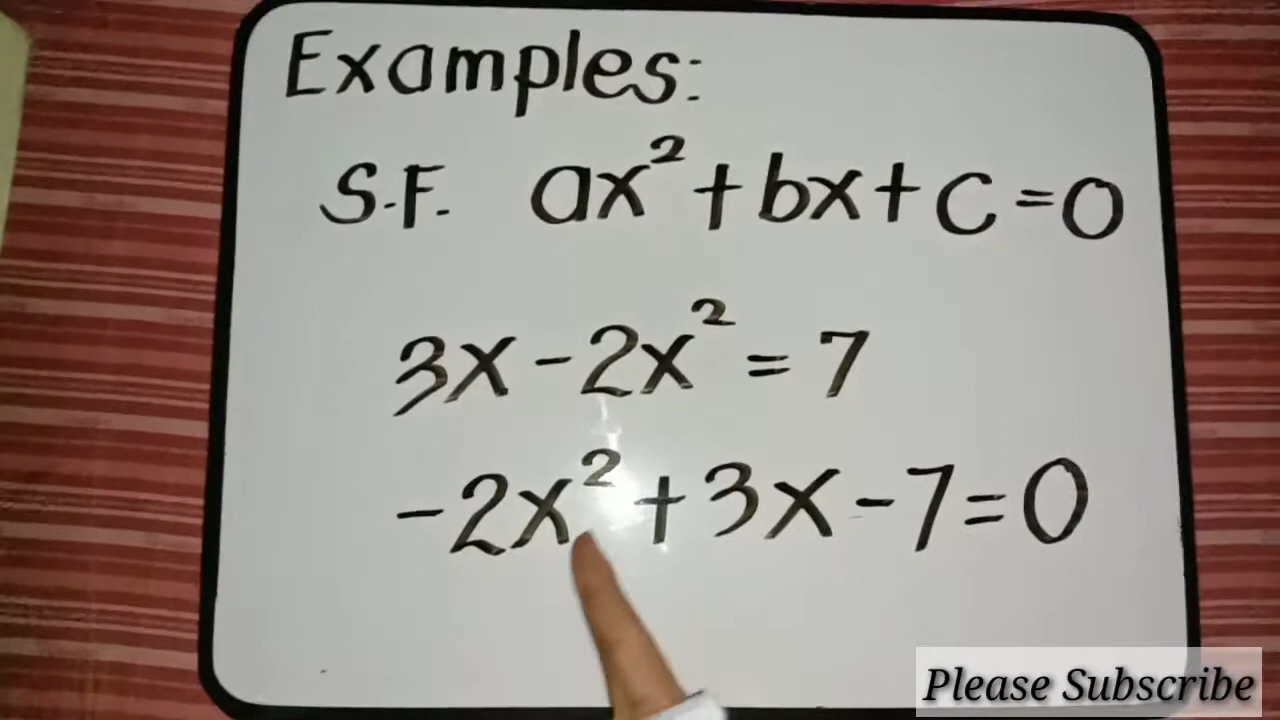 Examples:
S.F. ax² + bx + c = 0
3x - 2x² = 7
-2x² + 3x - 7 = 0
Please Subscribe